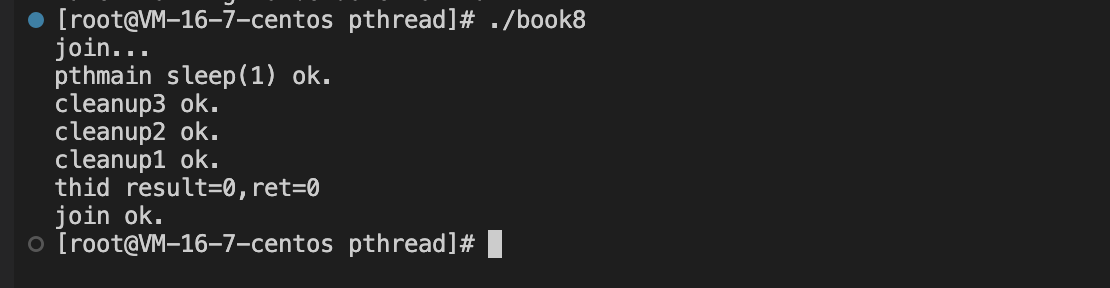 [root@VM-16-7-centos pthread]# ./book8
join...
pthmain sleep(1) ok.
cleanup3 ok.
cleanup2 ok.
cleanup1 ok.
thid result=0,ret=0
join ok.
[root@VM-16-7-centos pthread]#